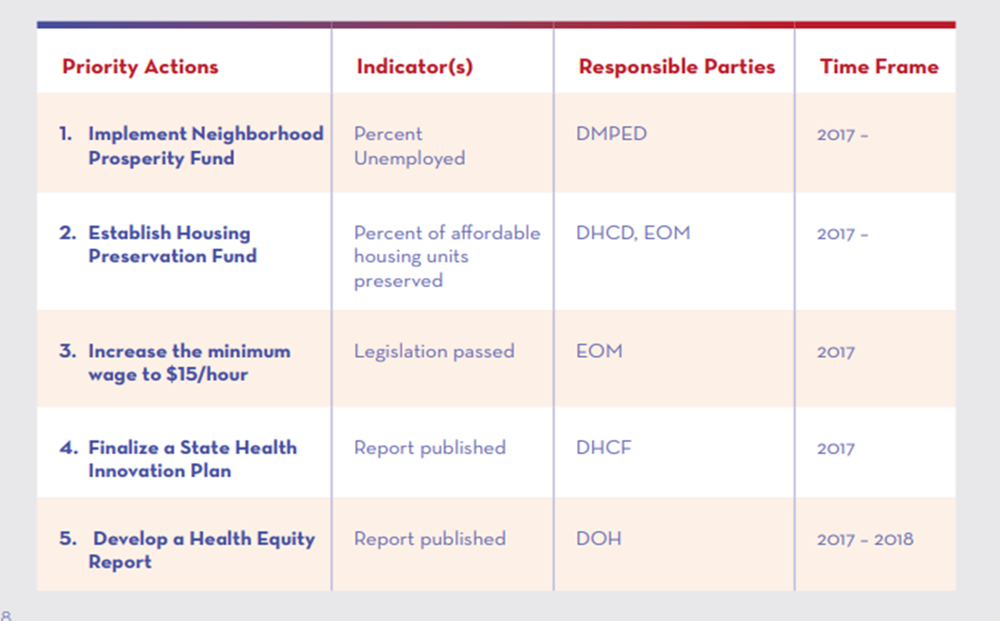 Priority Actions Indicator(s) Responsible Parties Time Frame
1. Implement Neighborhood Percent DMPED 2017 –
Prosperity Fund Unemployed
2. Establish Housing Percent of affordable DHCD, EOM 2017 –
Preservation Fund housing units
preserved
3. Increase the minimum Legislation passed EOM 2017
wage to $15/hour
4. Finalize a State Health Report published DHCF 2017
Innovation Plan
5. Develop a Health Equity Report published DOH 2017 – 2018
Report
8